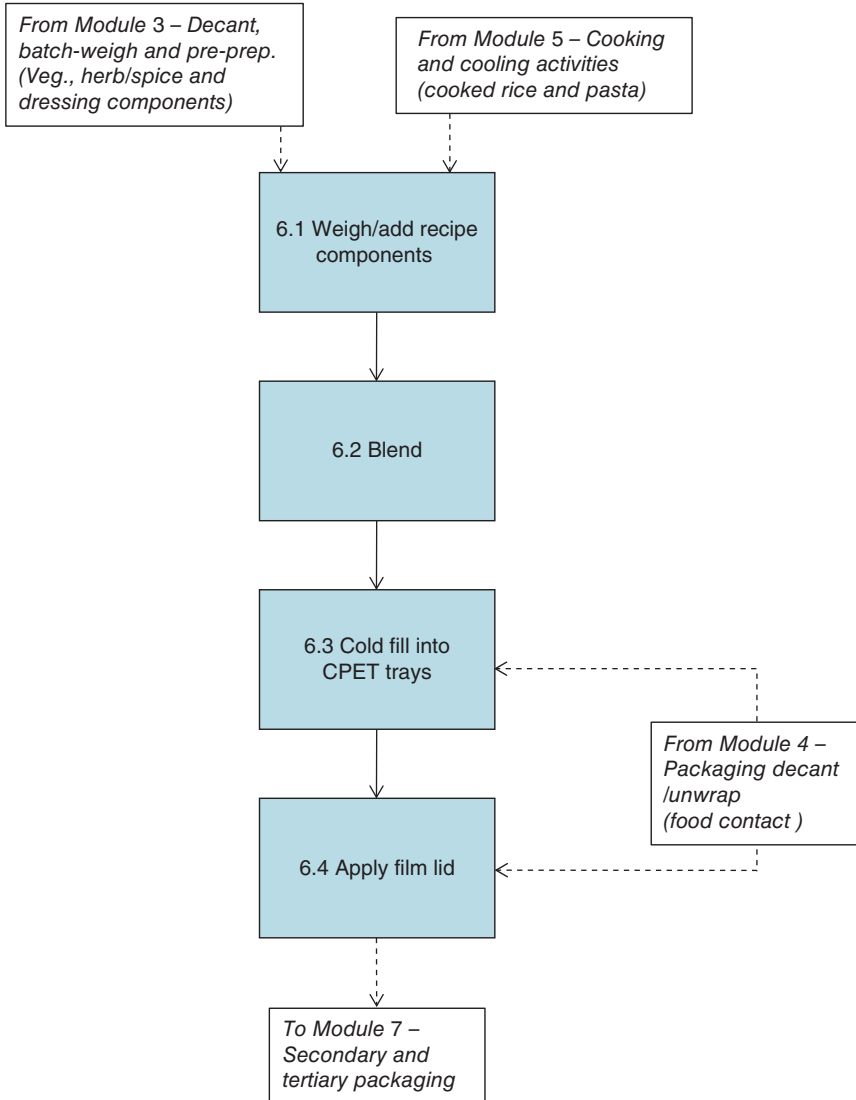 From Module 3 – Decant,
batch-weigh and pre-prep.
(Veg., herb/spice and
dressing components)
From Module 5 – Cooking
and cooling activities
(cooked rice and pasta)
6.1 Weigh/add recipe
components
6.2 Blend
6.3 Cold fill into
CPET trays
From Module 4 –
Packaging decant
/unwrap
(food contact )
6.4 Apply film lid
To Module 7 –
Secondary and
tertiary packaging